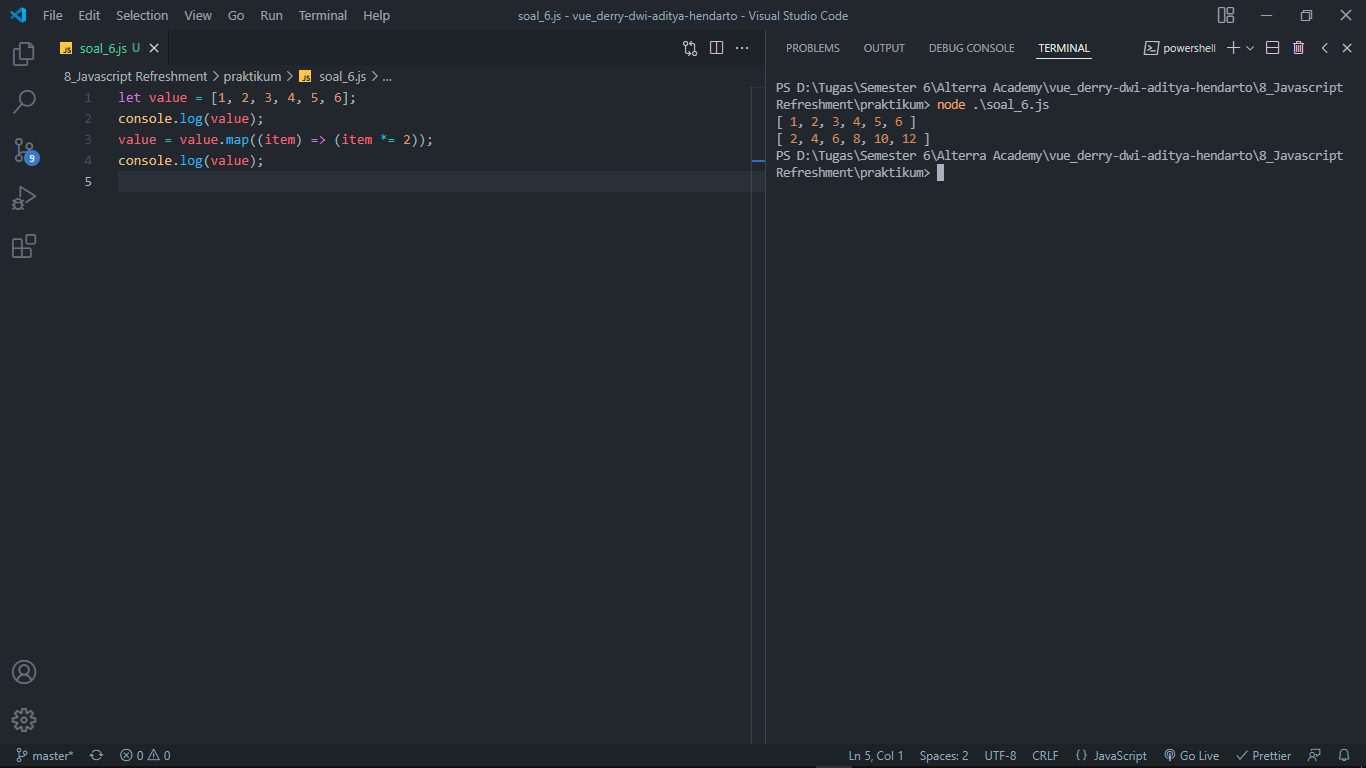 File Edit Selection View Go Run Terminal Help
soal_6.js - vue_derry-dwi-aditya-hendarto - Visual Studio Code
JS soal_6.js U
8_Javascript Refreshment > praktikum > JS soal_6.js > ...
1 let value = [1, 2, 3, 4, 5, 6];
2 console.log(value);
3 value = value.map((item) => (item *= 2));
4 console.log(value);
5
9
PROBLEMS OUTPUT DEBUG CONSOLE TERMINAL powershell
PS D:\Tugas\Semester 6\Alterra Academy\vue_derry-dwi-aditya-hendarto\8_Javascript
Refreshment\praktikum> node .\soal_6.js
[ 1, 2, 3, 4, 5, 6 ]
[ 2, 4, 6, 8, 10, 12 ]
PS D:\Tugas\Semester 6\Alterra Academy\vue_derry-dwi-aditya-hendarto\8_Javascript
Refreshment\praktikum>
master* 0 0 Ln 5, Col 1 Spaces: 2 UTF-8 CRLF {} JavaScript Go Live Prettier